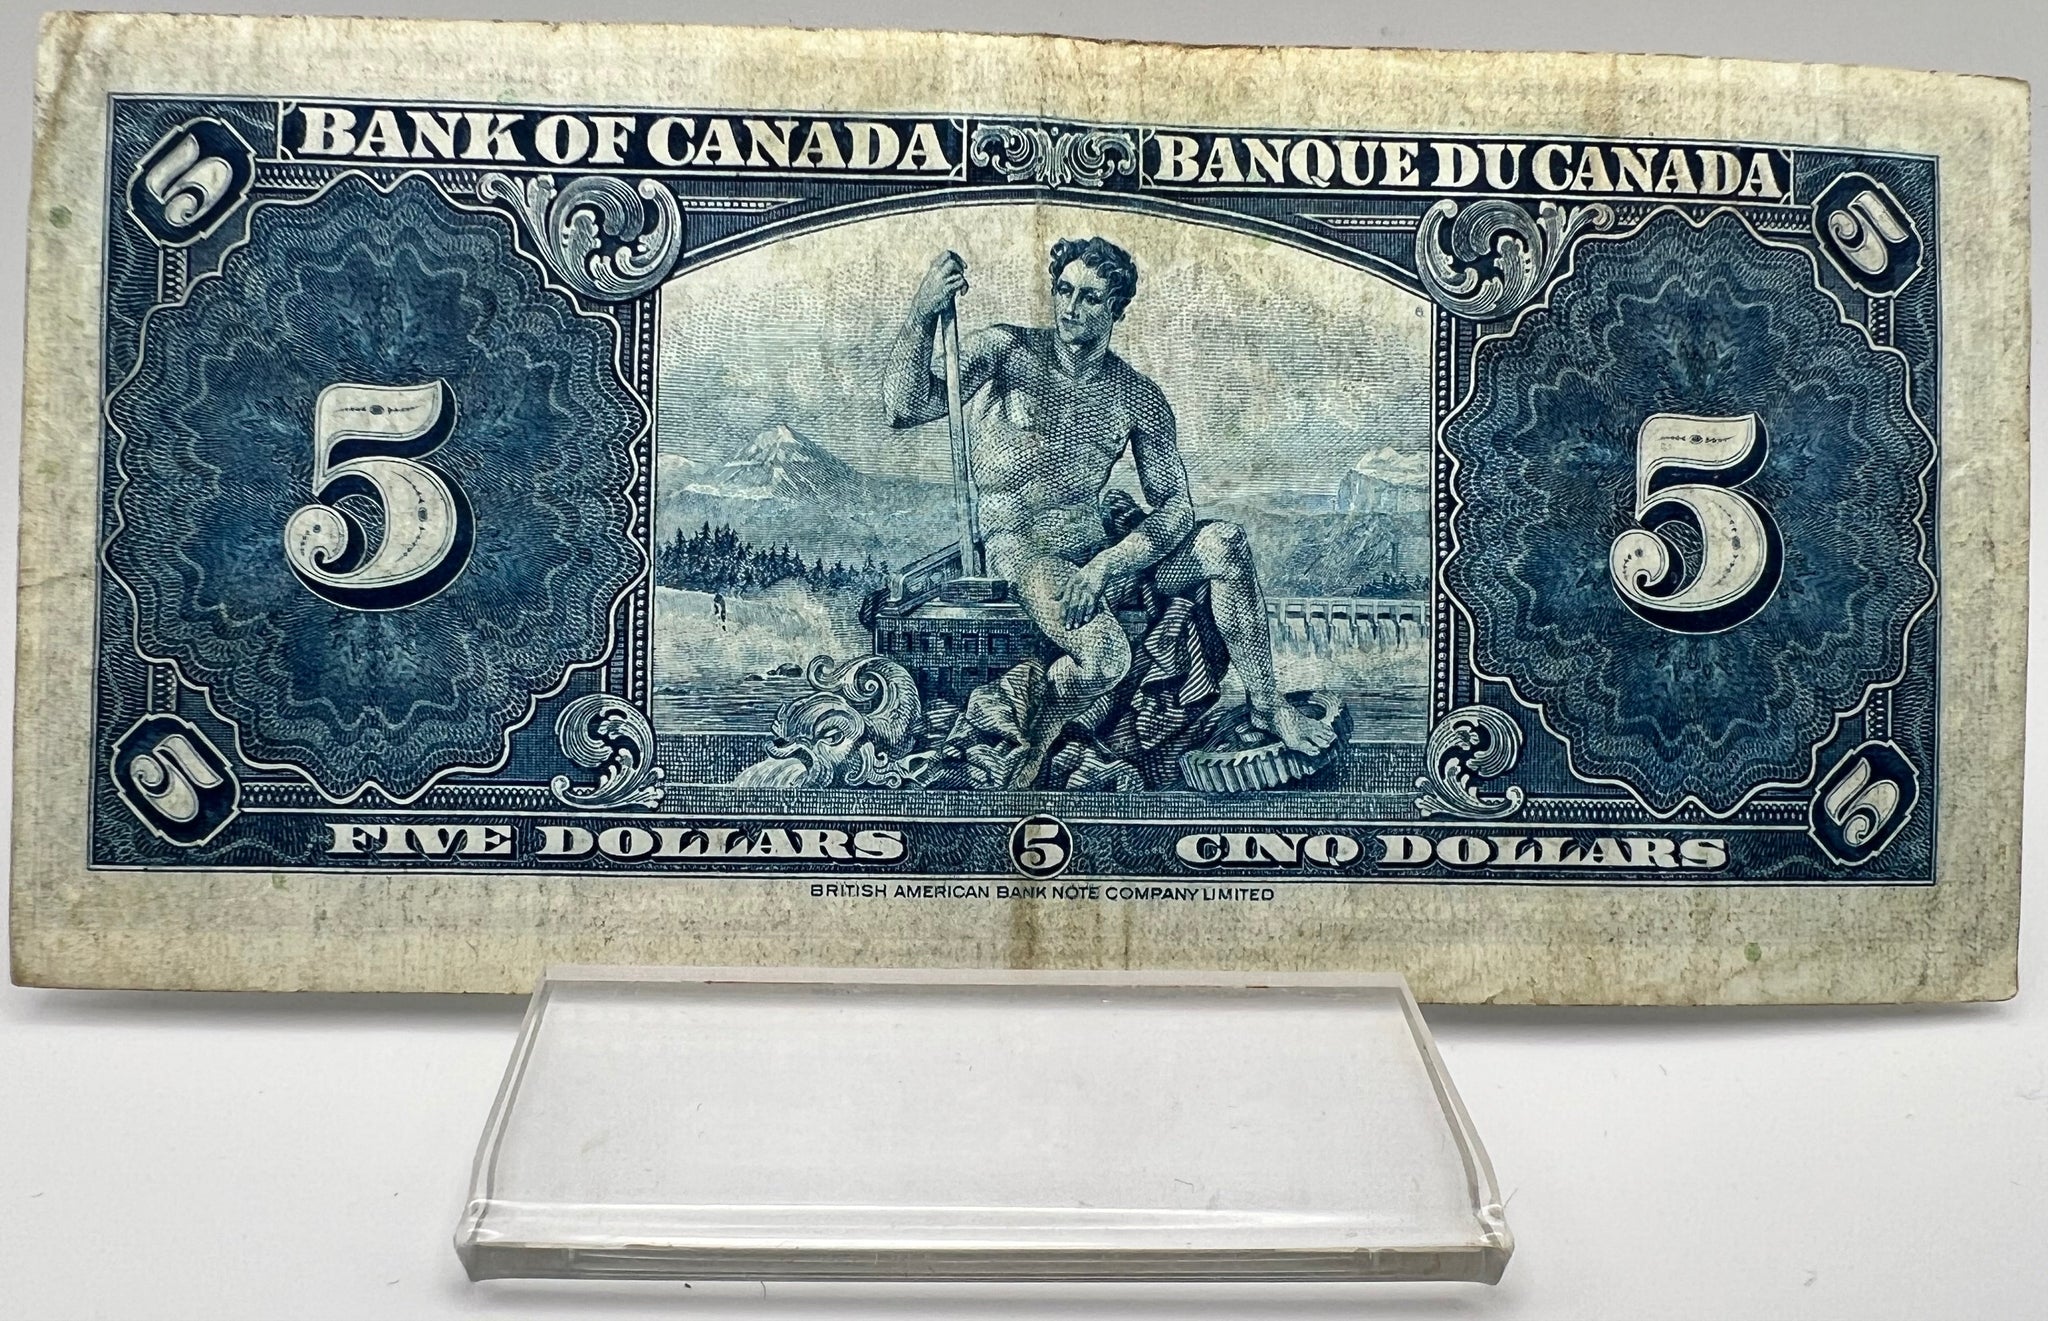 BANK OF CANADA BANQUE DU CANADA
5 5
5 5
5 5
FIVE DOLLARS 5 CINQ DOLLARS
BRITISH AMERICAN BANK NOTE COMPANY LIMITED